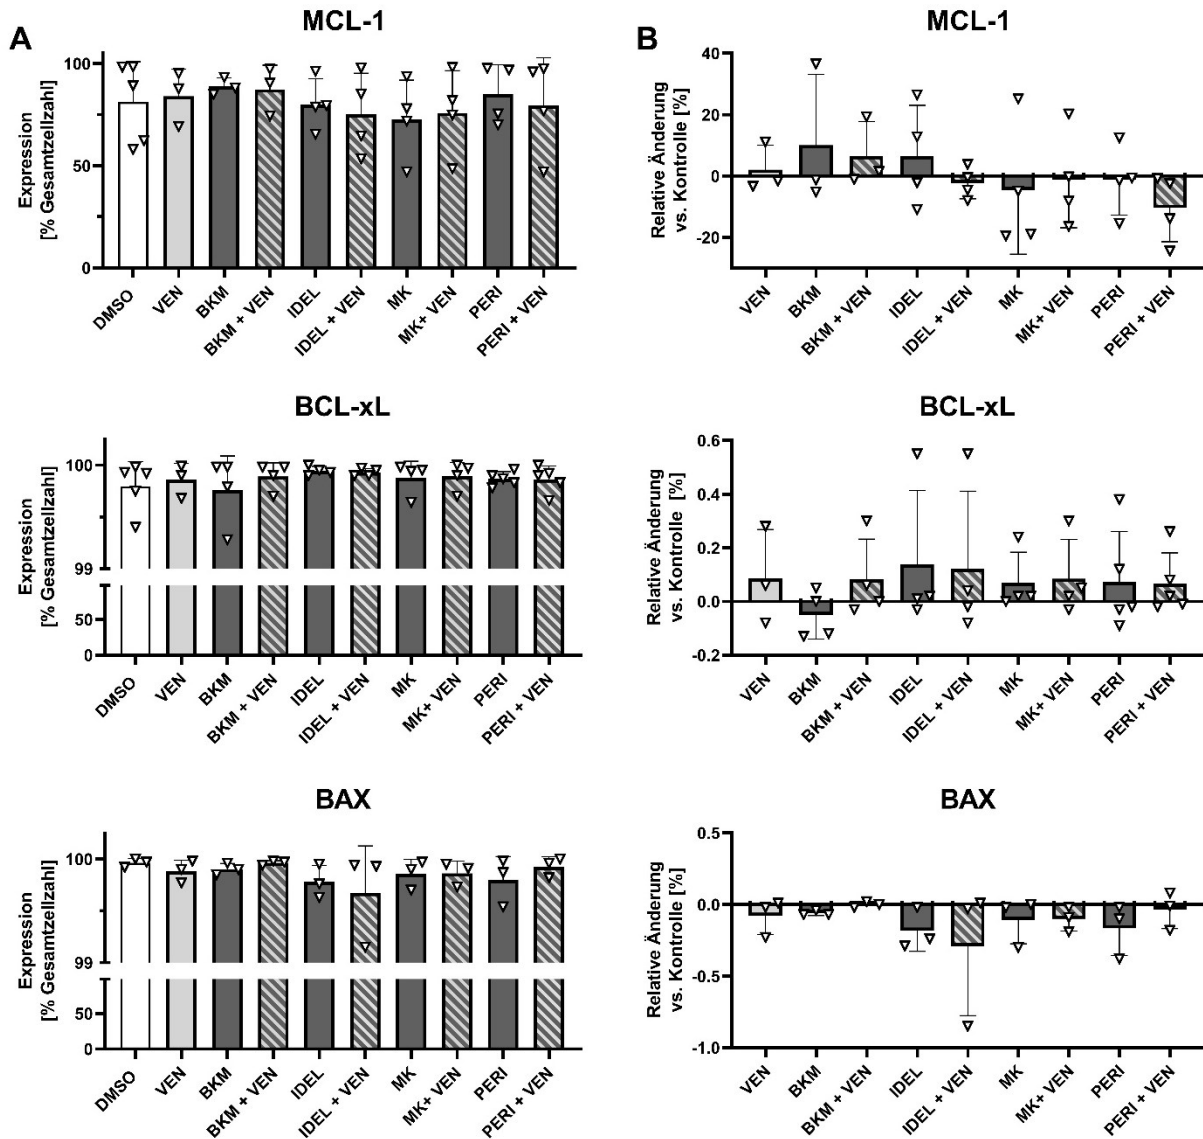 A
MCL-1
Expression
[% Gesamtzellzahl]
100
50
0
DMSO
VEN
BKM
BKM + VEN
IDEL
IDEL + VEN
MK
MK+ VEN
PERI
PERI + VEN
B
MCL-1
Relative Änderung
vs. Kontrolle [%]
40
20
0
-20
VEN
BKM
BKM + VEN
IDEL
IDEL + VEN
MK
MK+ VEN
PERI
PERI + VEN
BCL-xL
Expression
[% Gesamtzellzahl]
100
99
50
0
DMSO
VEN
BKM
BKM + VEN
IDEL
IDEL + VEN
MK
MK+ VEN
PERI
PERI + VEN
BCL-xL
Relative Änderung
vs. Kontrolle [%]
0.6
0.4
0.2
0.0
-0.2
VEN
BKM
BKM + VEN
IDEL
IDEL + VEN
MK
MK+ VEN
PERI
PERI + VEN
BAX
Expression
[% Gesamtzellzahl]
100
99
50
0
DMSO
VEN
BKM
BKM + VEN
IDEL
IDEL + VEN
MK
MK+ VEN
PERI
PERI + VEN
BAX
Relative Änderung
vs. Kontrolle [%]
0.5
0.0
-0.5
-1.0
VEN
BKM
BKM + VEN
IDEL
IDEL + VEN
MK
MK+ VEN
PERI
PERI + VEN